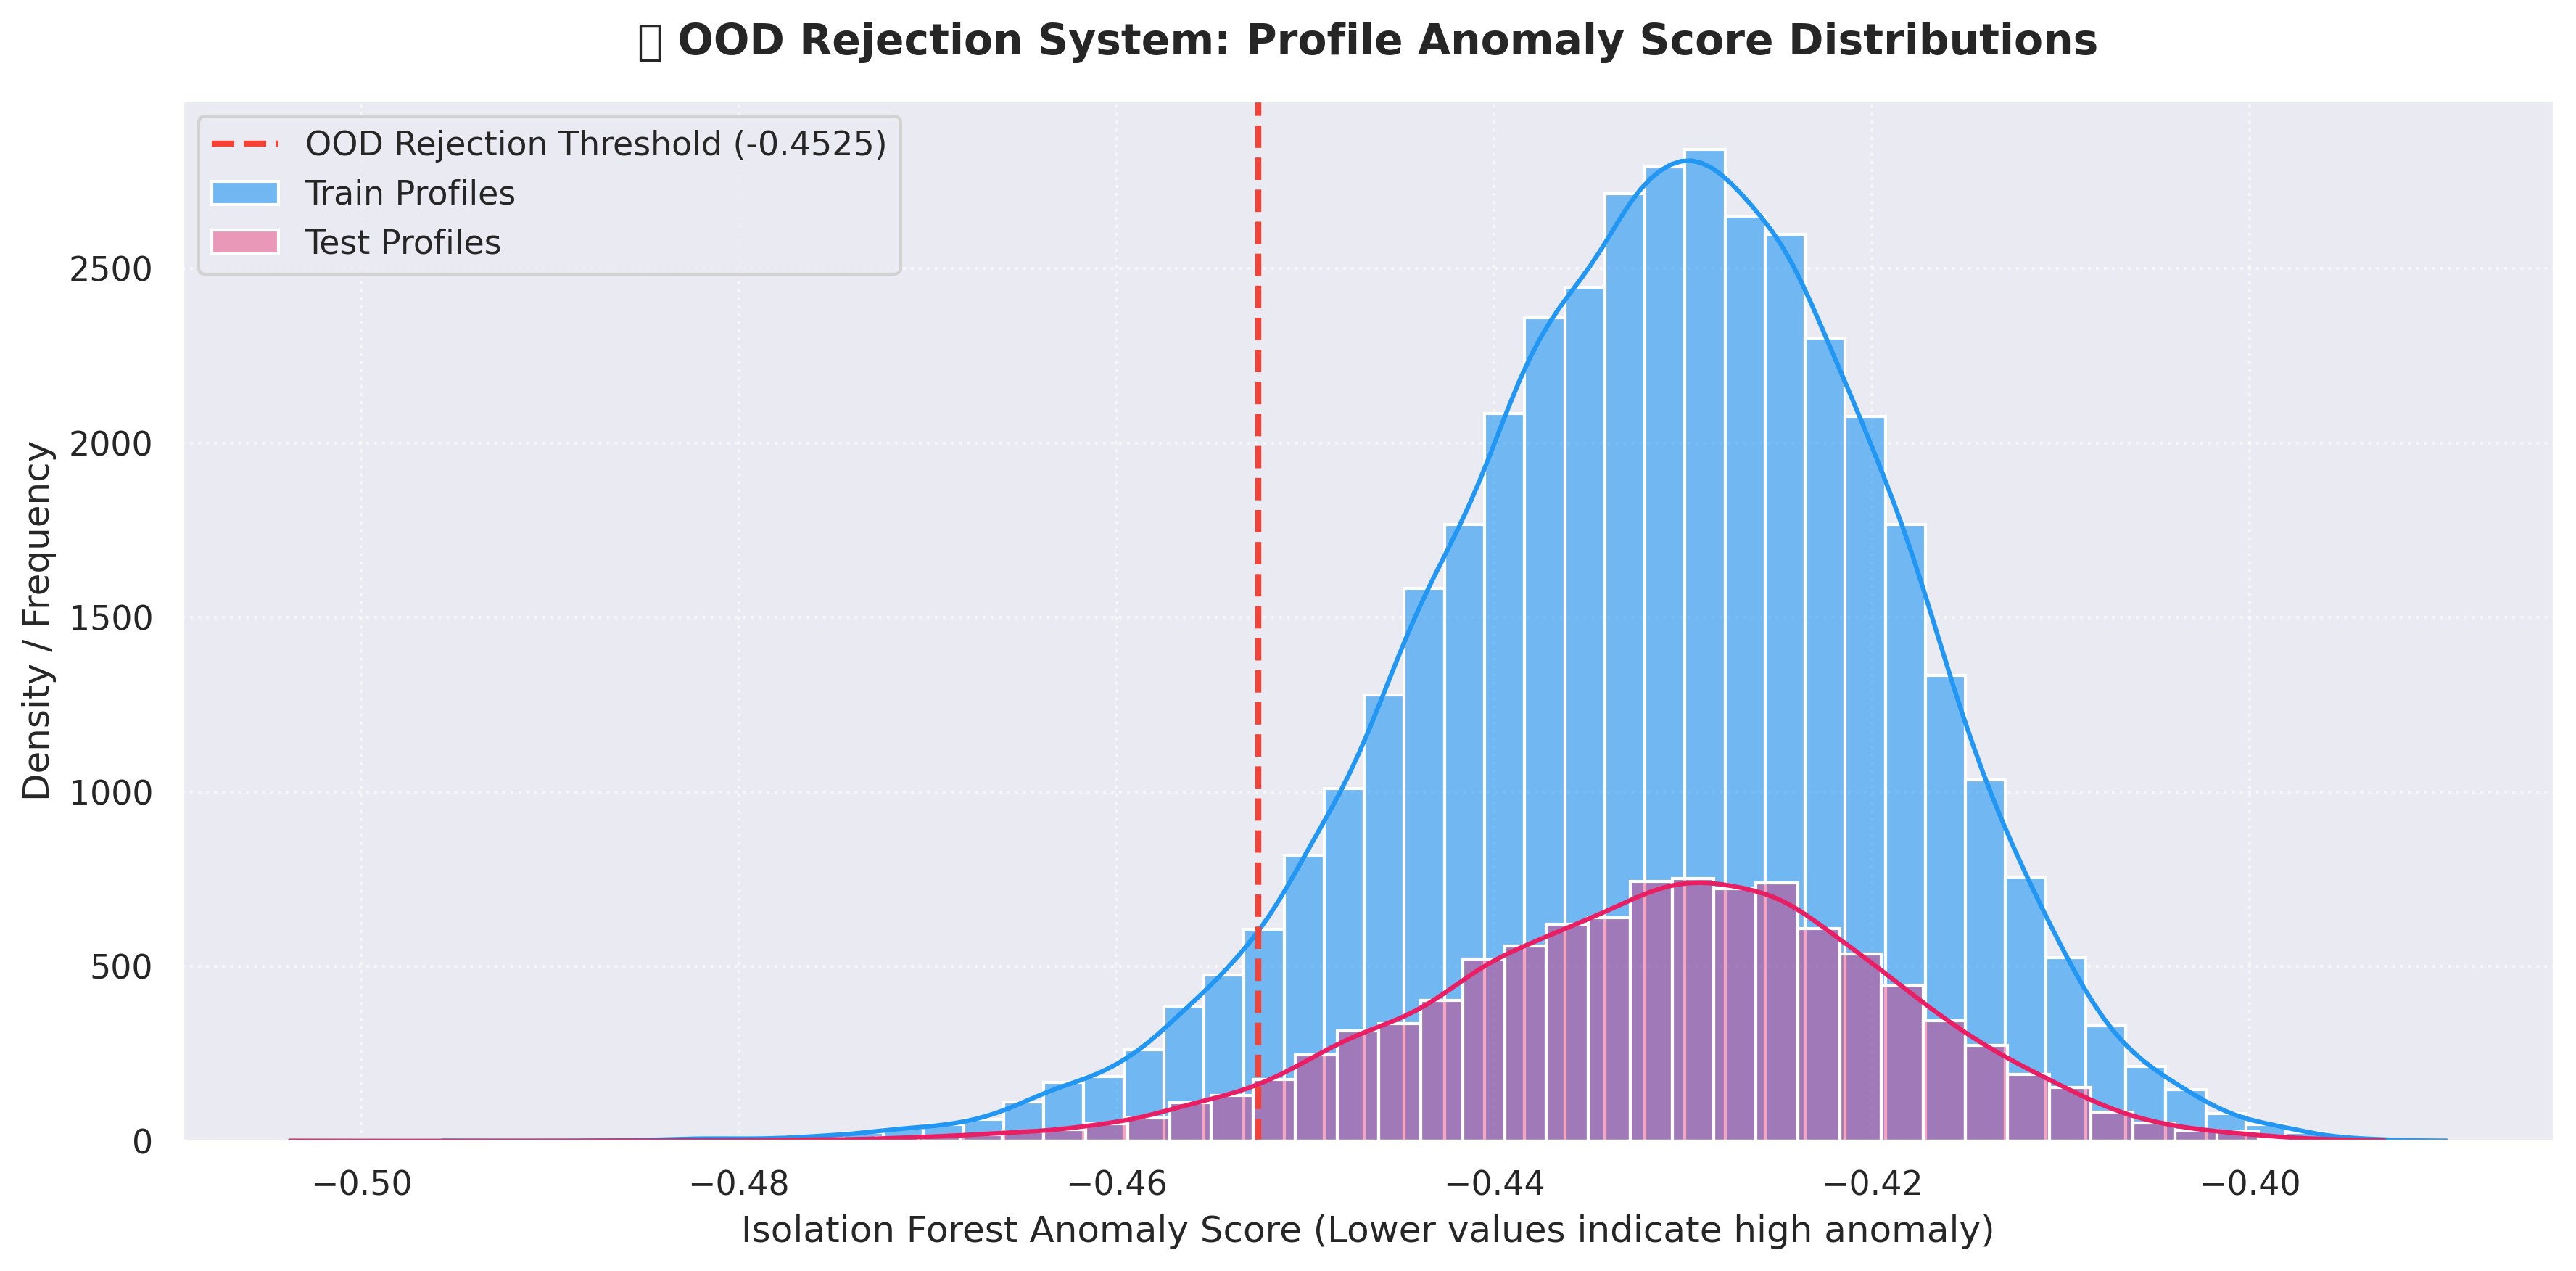 OOD Rejection System: Profile Anomaly Score Distributions
OOD Rejection Threshold (-0.4525)
Train Profiles
Test Profiles
Density / Frequency
2500
2000
1500
1000
500
0
−0.50 −0.48 −0.46 −0.44 −0.42 −0.40
Isolation Forest Anomaly Score (Lower values indicate high anomaly)